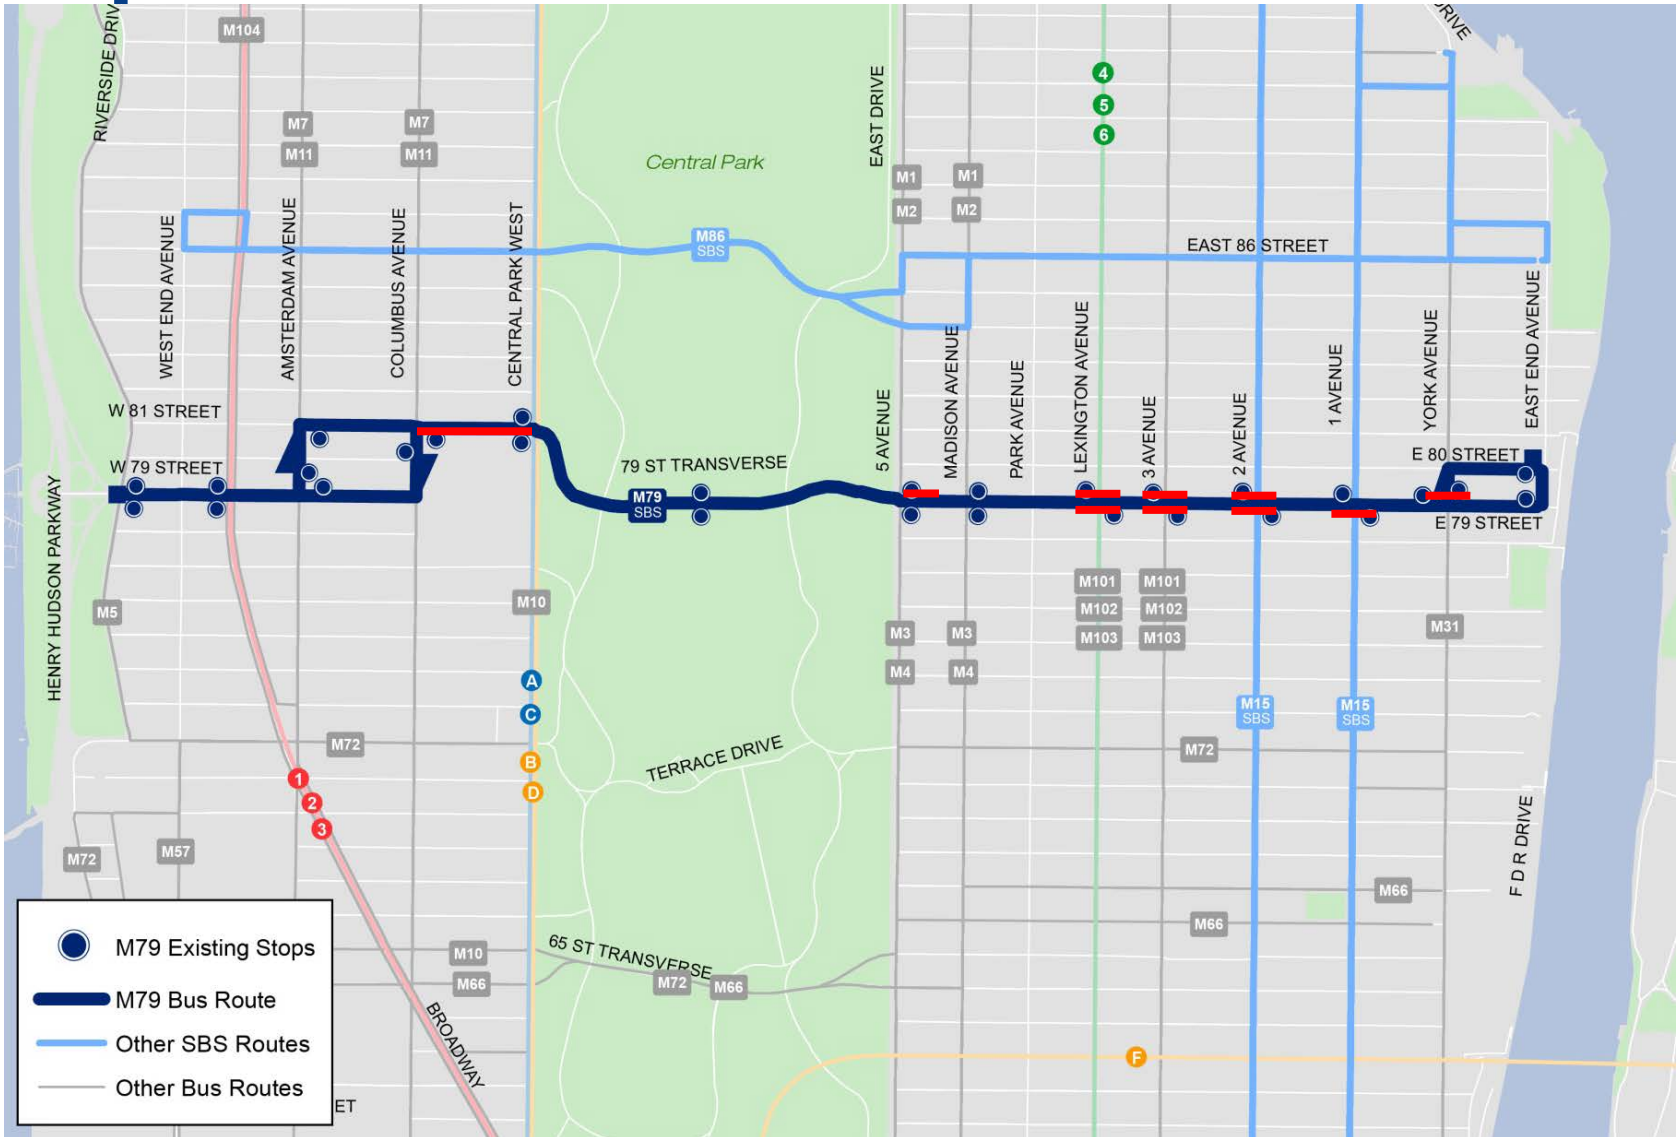 RIVERSIDE DRIV
M104
DRIVE
M7
M11
M7
M11
EAST DRIVE
4
5
6
Central Park
M1
M2
M1
M2
WEST END AVENUE
AMSTERDAM AVENUE
COLUMBUS AVENUE
CENTRAL PARK WEST
M86
SBS
EAST 86 STREET
5 AVENUE
MADISON AVENUE
PARK AVENUE
LEXINGTON AVENUE
3 AVENUE
2 AVENUE
1 AVENUE
YORK AVENUE
EAST END AVENUE
W 81 STREET
W 79 STREET
79 ST TRANSVERSE
M79
SBS
E 80 STREET
E 79 STREET
HENRY HUDSON PARKWAY
M5
M10
M101
M102
M103
M101
M102
M103
M3
M4
M3
M4
M31
A
C
B
D
M15
SBS
M15
SBS
M72
TERRACE DRIVE
M72
1
2
3
M72
M57
F D R DRIVE
M66
M66
M10
M66
65 ST TRANSVERSE
M72
M66
BROADWAY
F
M79 Existing Stops
M79 Bus Route
Other SBS Routes
Other Bus Routes
ET